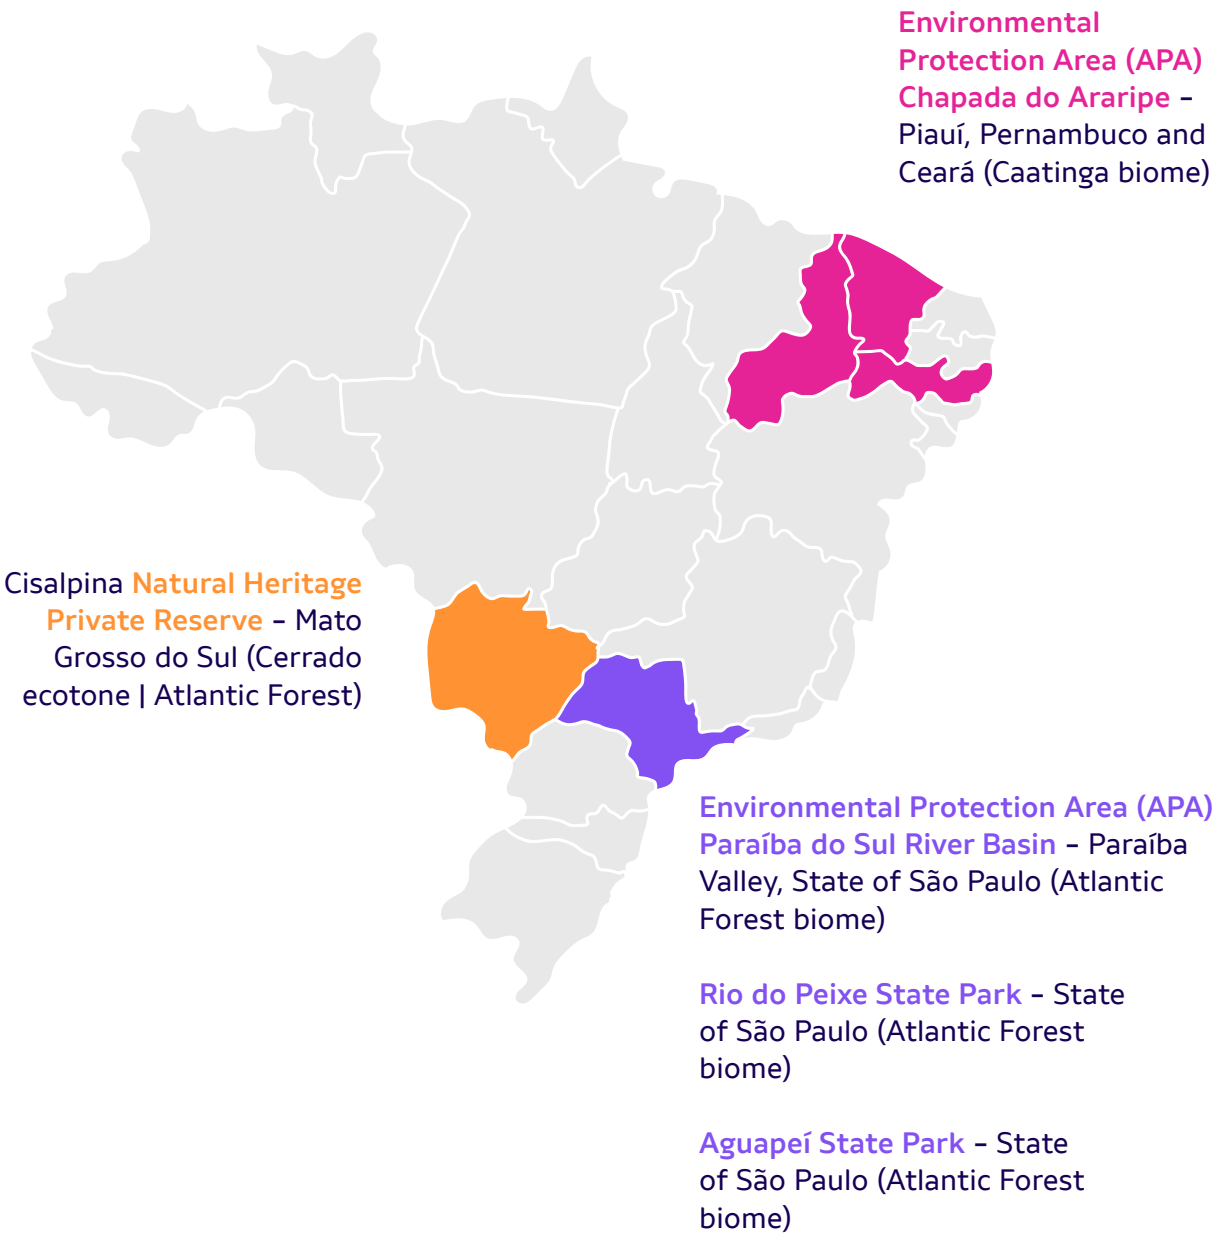 Environmental
Protection Area (APA)
Chapada do Araripe –
Piauí, Pernambuco and
Ceará (Caatinga biome)
Cisalpina Natural Heritage
Private Reserve – Mato
Grosso do Sul (Cerrado
ecotone | Atlantic Forest)
Environmental Protection Area (APA)
Paraíba do Sul River Basin – Paraíba
Valley, State of São Paulo (Atlantic
Forest biome)
Rio do Peixe State Park – State
of São Paulo (Atlantic Forest
biome)
Aguapeí State Park – State
of São Paulo (Atlantic Forest
biome)